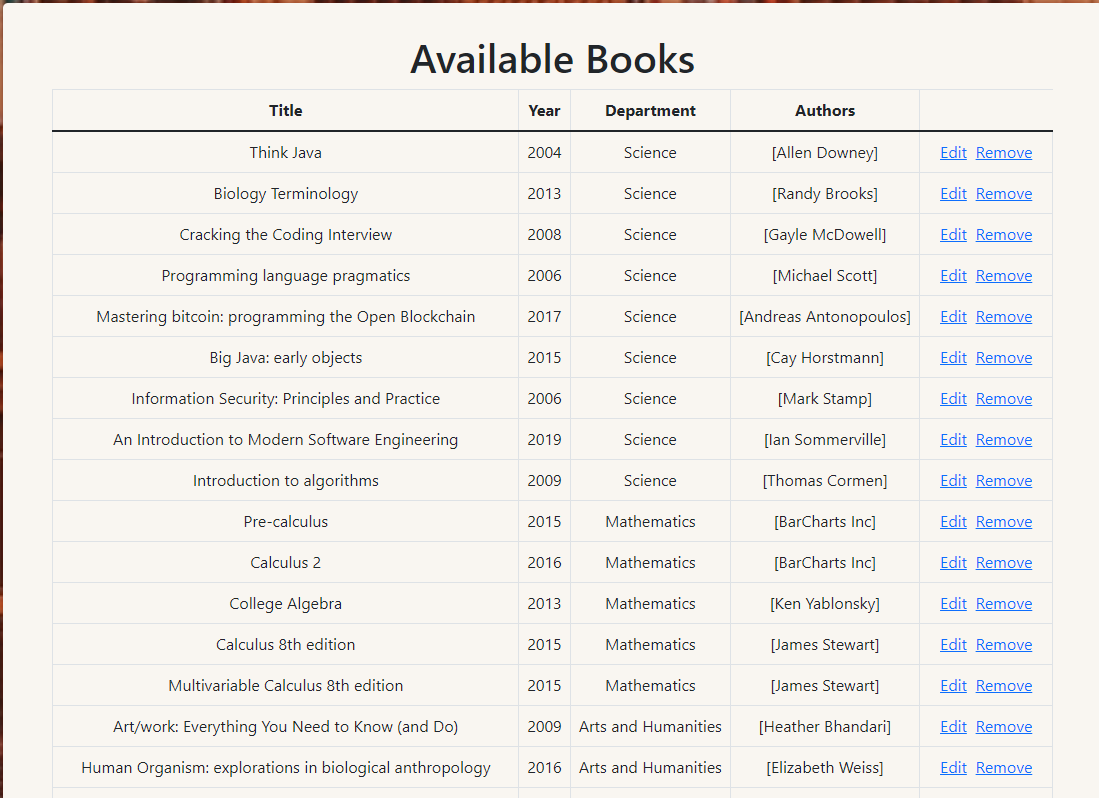 Available Books
Title Year Department Authors
Think Java 2004 Science [Allen Downey] Edit Remove
Biology Terminology 2013 Science [Randy Brooks] Edit Remove
Cracking the Coding Interview 2008 Science [Gayle McDowell] Edit Remove
Programming language pragmatics 2006 Science [Michael Scott] Edit Remove
Mastering bitcoin: programming the Open Blockchain 2017 Science [Andreas Antonopoulos] Edit Remove
Big Java: early objects 2015 Science [Cay Horstmann] Edit Remove
Information Security: Principles and Practice 2006 Science [Mark Stamp] Edit Remove
An Introduction to Modern Software Engineering 2019 Science [Ian Sommerville] Edit Remove
Introduction to algorithms 2009 Science [Thomas Cormen] Edit Remove
Pre-calculus 2015 Mathematics [BarCharts Inc] Edit Remove
Calculus 2 2016 Mathematics [BarCharts Inc] Edit Remove
College Algebra 2013 Mathematics [Ken Yablonsky] Edit Remove
Calculus 8th edition 2015 Mathematics [James Stewart] Edit Remove
Multivariable Calculus 8th edition 2015 Mathematics [James Stewart] Edit Remove
Art/work: Everything You Need to Know (and Do) 2009 Arts and Humanities [Heather Bhandari] Edit Remove
Human Organism: explorations in biological anthropology 2016 Arts and Humanities [Elizabeth Weiss] Edit Remove